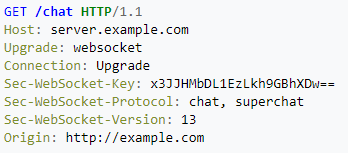 GET /chat HTTP/1.1
Host: server.example.com
Upgrade: websocket
Connection: Upgrade
Sec-WebSocket-Key: x3JJHMbDL1EzLkh9GBhXDw==
Sec-WebSocket-Protocol: chat, superchat
Sec-WebSocket-Version: 13
Origin: http://example.com